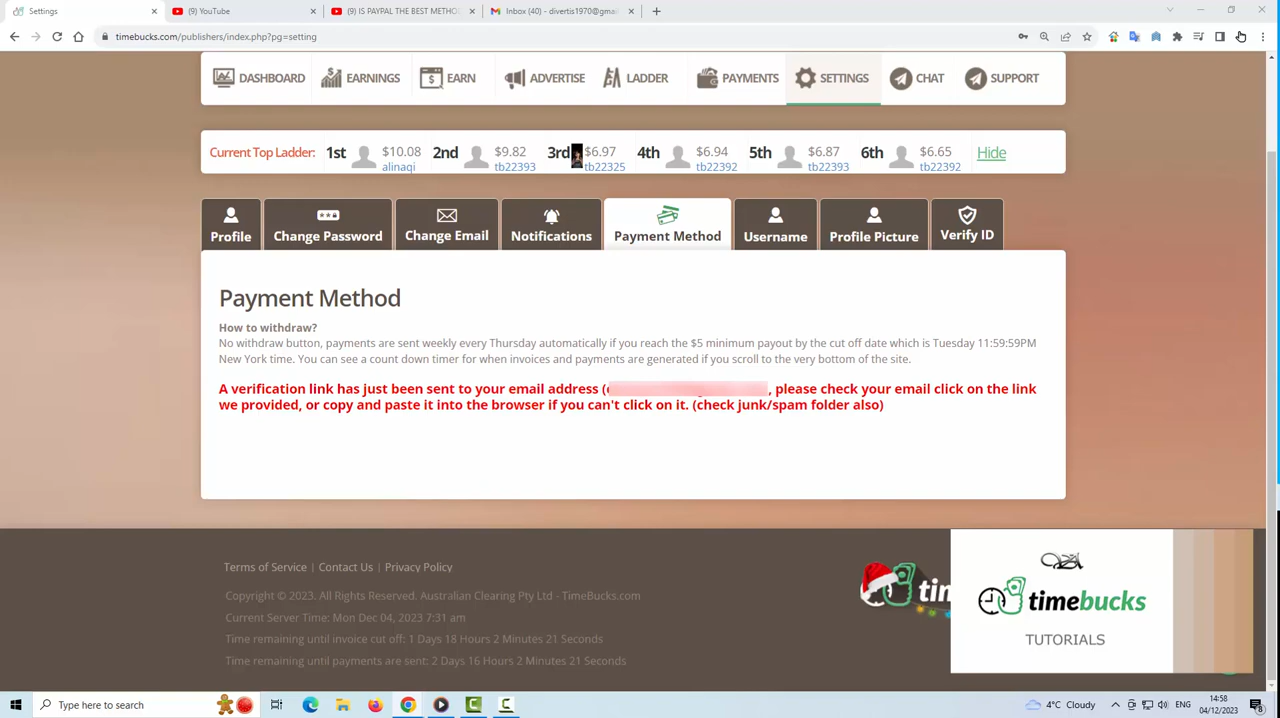 Settings
(9) YouTube
(9) IS PAYPAL THE BEST METHO
Inbox (40) - divertis1970@gma
timebucks.com/publishers/index.php?pg=setting
DASHBOARD EARNINGS EARN ADVERTISE LADDER PAYMENTS SETTINGS CHAT SUPPORT
Current Top Ladder: 1st $10.08 2nd $9.82 3rd $6.97 4th $6.94 5th $6.87 6th $6.65 Hide
alinaqi tb22393 tb22325 tb22392 tb22393 tb22392
Profile Change Password Change Email Notifications Payment Method Username Profile Picture Verify ID
Payment Method
How to withdraw?
No withdraw button, payments are sent weekly every Thursday automatically if you reach the $5 minimum payout by the cut off date which is Tuesday 11:59:59PM
New York time. You can see a count down timer for when invoices and payments are generated if you scroll to the very bottom of the site.
A verification link has just been sent to your email address ( , please check your email click on the link
we provided, or copy and paste it into the browser if you can't click on it. (check junk/spam folder also)
Terms of Service | Contact Us | Privacy Policy
Copyright © 2023. All Rights Reserved. Australian Clearing Pty Ltd - TimeBucks.com
Current Server Time: Mon Dec 04, 2023 7:31 am
Time remaining until invoice cut off: 1 Days 18 Hours 2 Minutes 21 Seconds
Time remaining until payments are sent: 2 Days 16 Hours 2 Minutes 21 Seconds
tim
timebucks
TUTORIALS
Type here to search
4°C Cloudy
ENG
14:58
04/12/2023
8